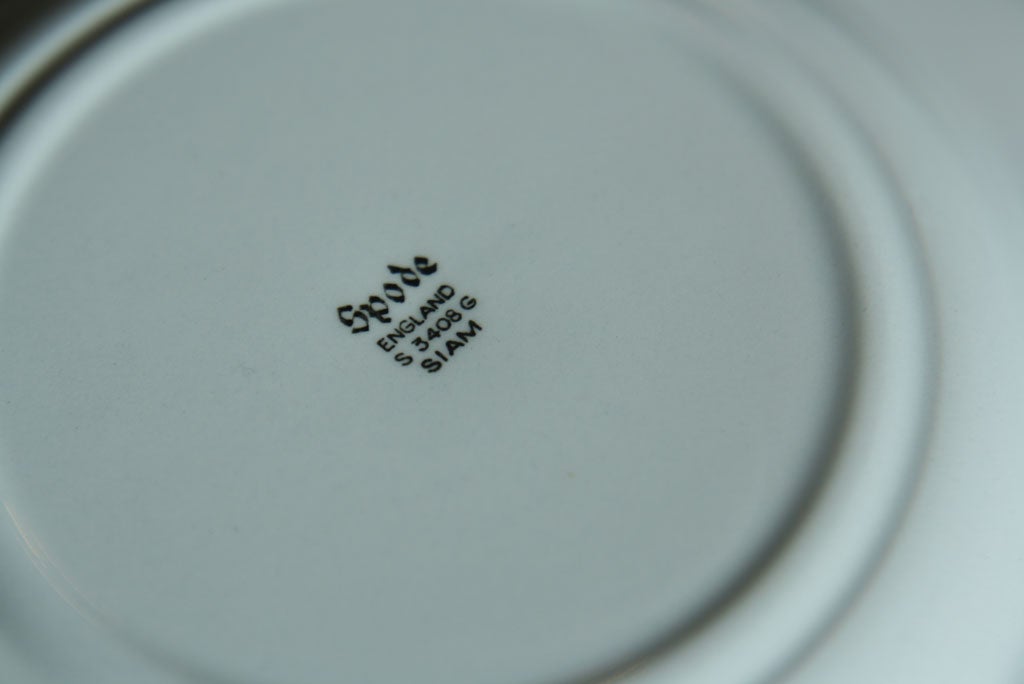 Spode
ENGLAND
S 3408 G
SIAM